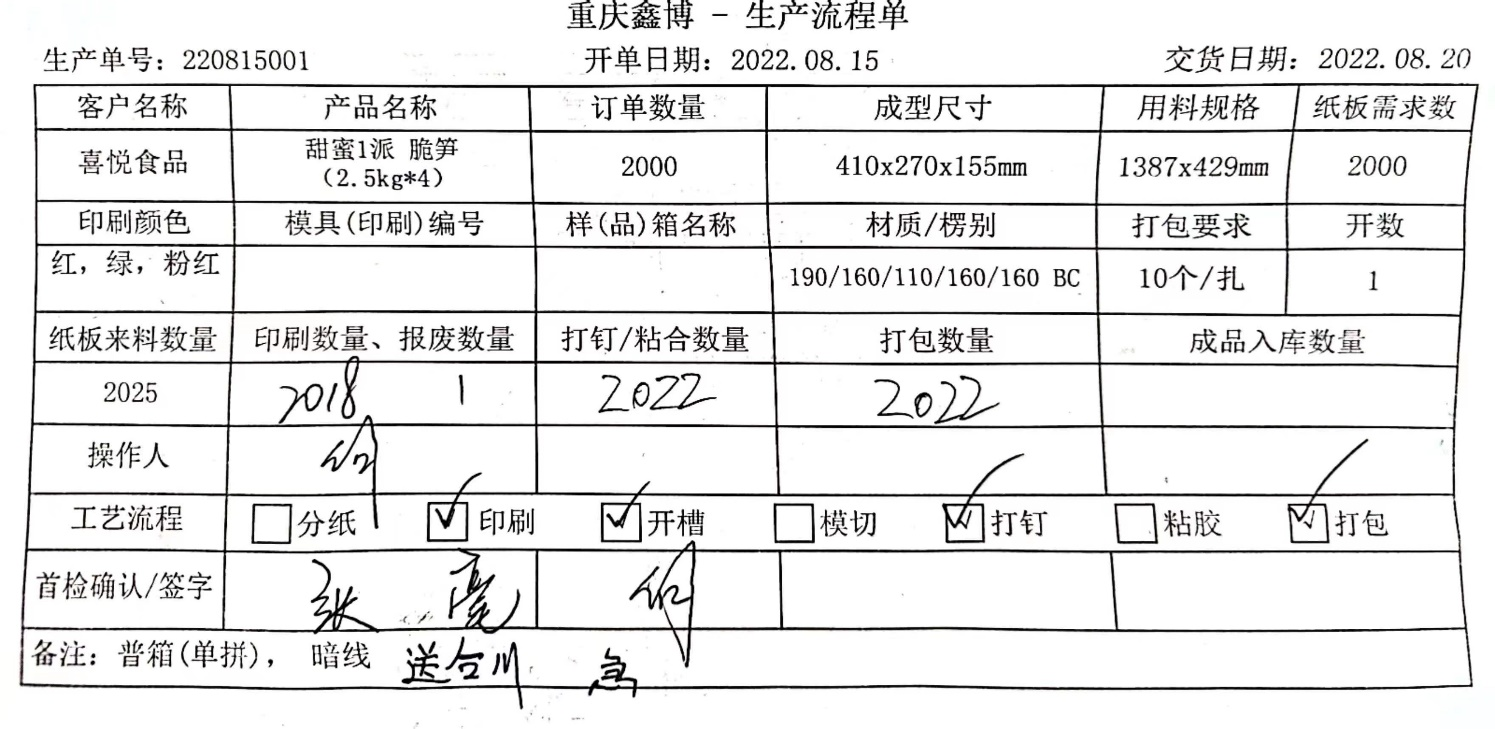 重庆鑫博 - 生产流程单
生产单号：220815001 开单日期：2022.08.15 交货日期：2022.08.20
客户名称 产品名称 订单数量 成型尺寸 用料规格 纸板需求数
喜悦食品 甜蜜1派 脆笋 2000 410x270x155mm 1387x429mm 2000
（2.5kg*4）
印刷颜色 模具(印刷)编号 样(品)箱名称 材质/楞别 打包要求 开数
红，绿，粉红 190/160/110/160/160 BC 10个/扎 1
纸板来料数量 印刷数量、报废数量 打钉/粘合数量 打包数量 成品入库数量
2025 2018 1 2022 2022
操作人
工艺流程 分纸 印刷 开槽 模切 打钉 粘胶 打包
首检确认/签字 张 亮
备注：普箱(单拼)， 暗线 送合川 急